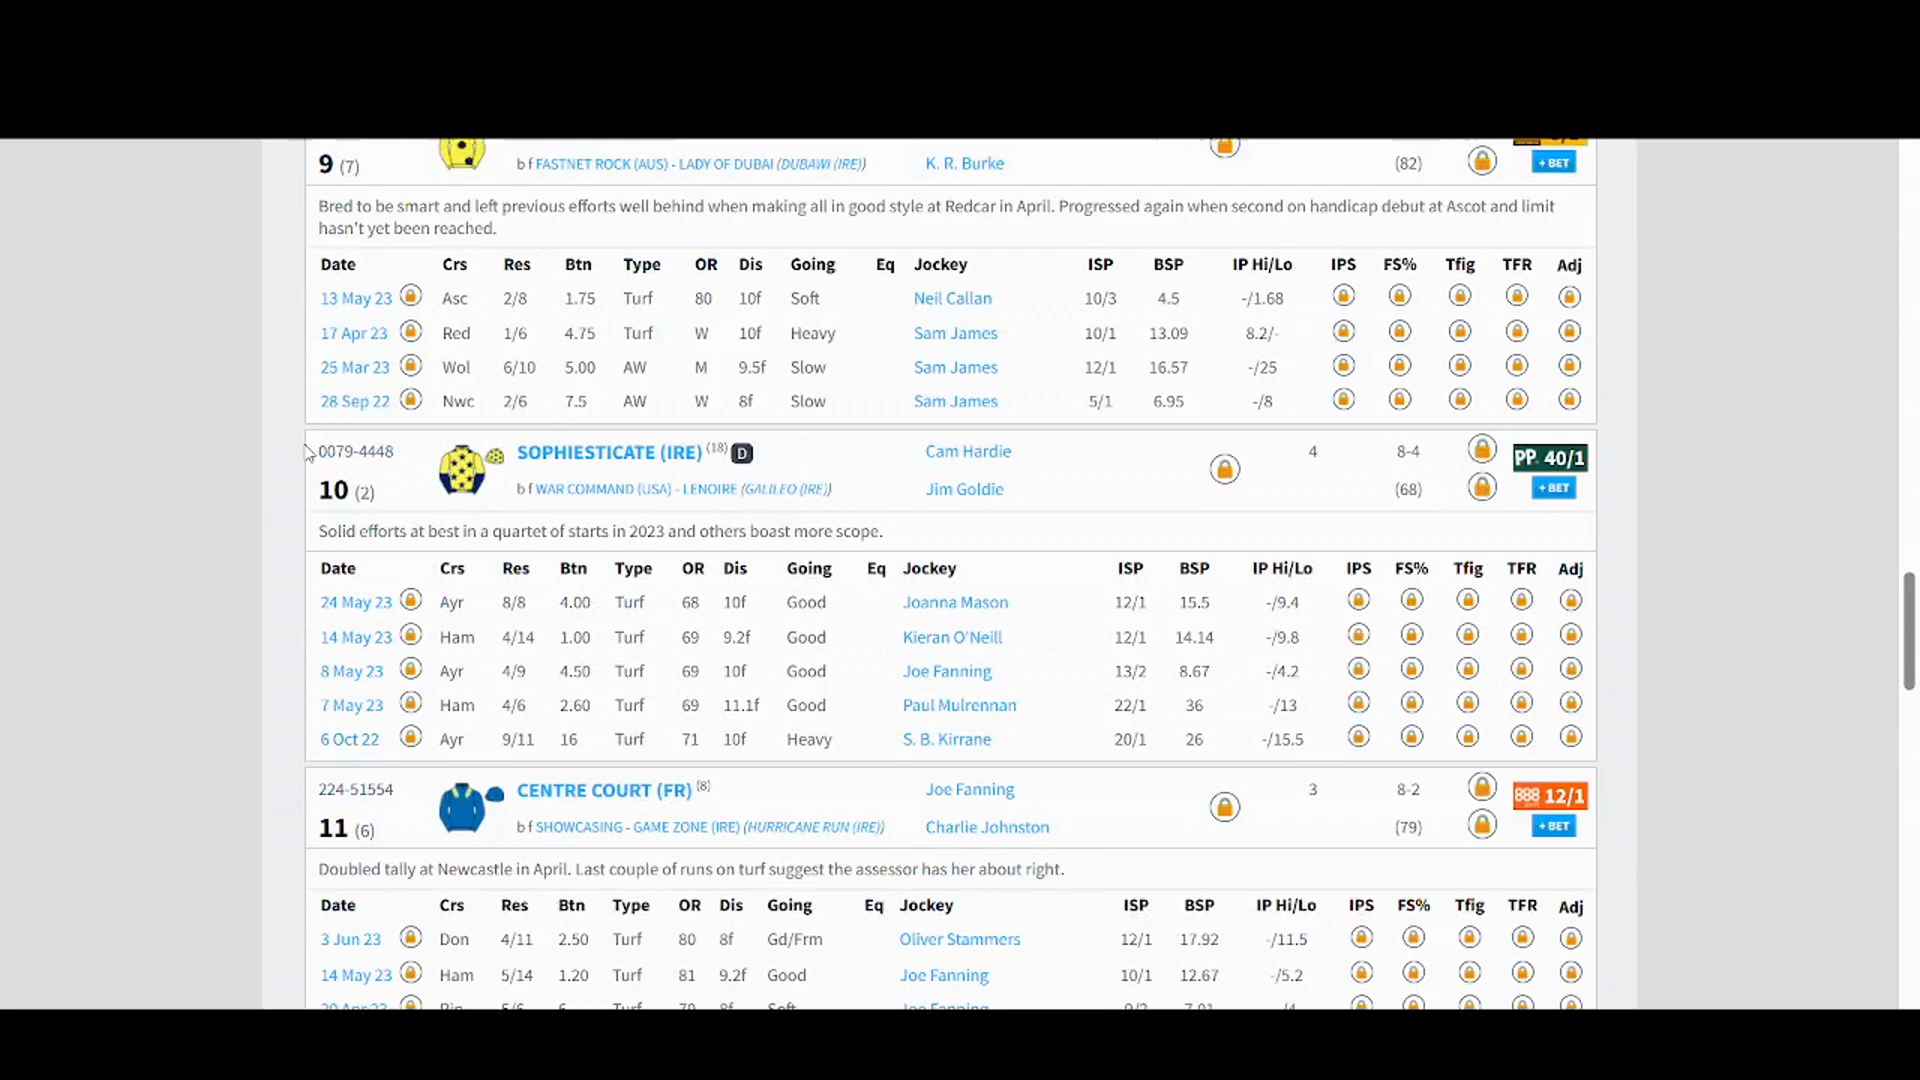 9 (7) b f FASTNET ROCK (AUS) - LADY OF DUBAI (DUBAWI (IRE)) K. R. Burke (82) + BET
Bred to be smart and left previous efforts well behind when making all in good style at Redcar in April. Progressed again when second on handicap debut at Ascot and limit
hasn't yet been reached.
Date Crs Res Btn Type OR Dis Going Eq Jockey ISP BSP IP Hi/Lo IPS FS% Tfig TFR Adj
13 May 23 Asc 2/8 1.75 Turf 80 10f Soft Neil Callan 10/3 4.5 -/1.68
17 Apr 23 Red 1/6 4.75 Turf W 10f Heavy Sam James 10/1 13.09 8.2/-
25 Mar 23 Wol 6/10 5.00 AW M 9.5f Slow Sam James 12/1 16.57 -/25
28 Sep 22 Nwc 2/6 7.5 AW W 8f Slow Sam James 5/1 6.95 -/8
0079-4448 SOPHIESTICATE (IRE) (18) D Cam Hardie 4 8-4 PP. 40/1
10 (2) b f WAR COMMAND (USA) - LENOIRE (GALILEO (IRE)) Jim Goldie (68) + BET
Solid efforts at best in a quartet of starts in 2023 and others boast more scope.
Date Crs Res Btn Type OR Dis Going Eq Jockey ISP BSP IP Hi/Lo IPS FS% Tfig TFR Adj
24 May 23 Ayr 8/8 4.00 Turf 68 10f Good Joanna Mason 12/1 15.5 -/9.4
14 May 23 Ham 4/14 1.00 Turf 69 9.2f Good Kieran O'Neill 12/1 14.14 -/9.8
8 May 23 Ayr 4/9 4.50 Turf 69 10f Good Joe Fanning 13/2 8.67 -/4.2
7 May 23 Ham 4/6 2.60 Turf 69 11.1f Good Paul Mulrennan 22/1 36 -/13
6 Oct 22 Ayr 9/11 16 Turf 71 10f Heavy S. B. Kirrane 20/1 26 -/15.5
224-51554 CENTRE COURT (FR) (8) Joe Fanning 3 8-2 888 12/1
11 (6) b f SHOWCASING - GAME ZONE (IRE) (HURRICANE RUN (IRE)) Charlie Johnston (79) + BET
Doubled tally at Newcastle in April. Last couple of runs on turf suggest the assessor has her about right.
Date Crs Res Btn Type OR Dis Going Eq Jockey ISP BSP IP Hi/Lo IPS FS% Tfig TFR Adj
3 Jun 23 Don 4/11 2.50 Turf 80 8f Gd/Frm Oliver Stammers 12/1 17.92 -/11.5
14 May 23 Ham 5/14 1.20 Turf 81 9.2f Good Joe Fanning 10/1 12.67 -/5.2
Turf 8f Soft Joe Fanning